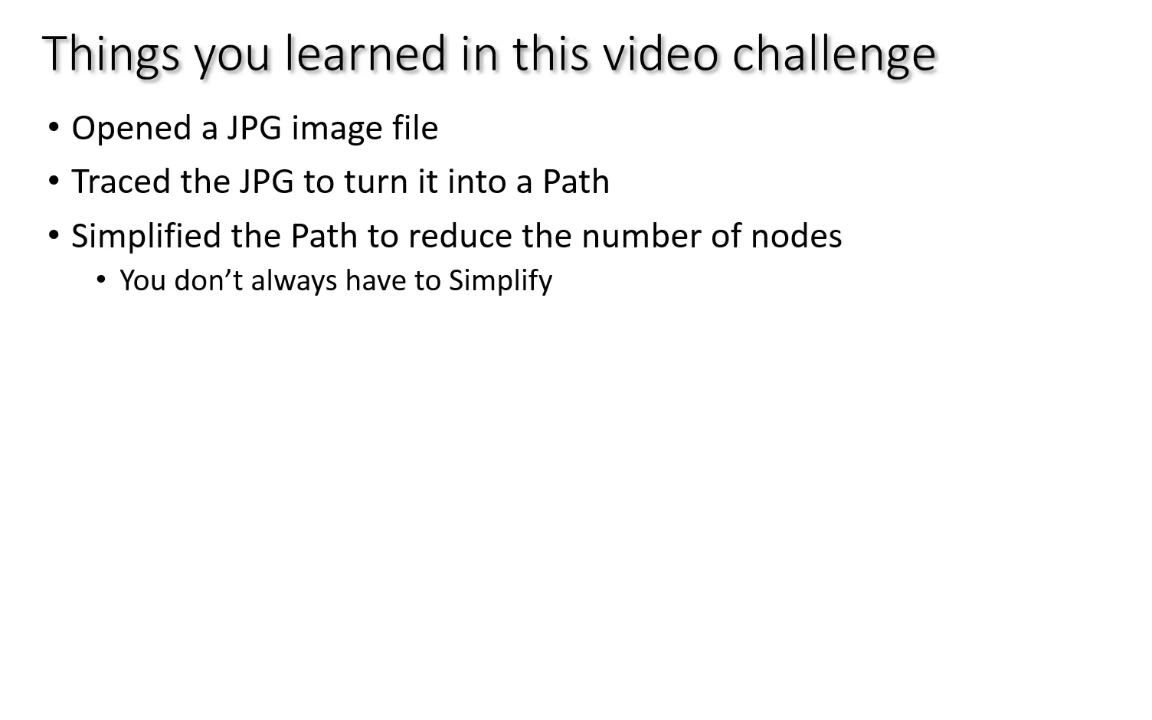 Things you learned in this video challenge
• Opened a JPG image file
• Traced the JPG to turn it into a Path
• Simplified the Path to reduce the number of nodes
• You don’t always have to Simplify